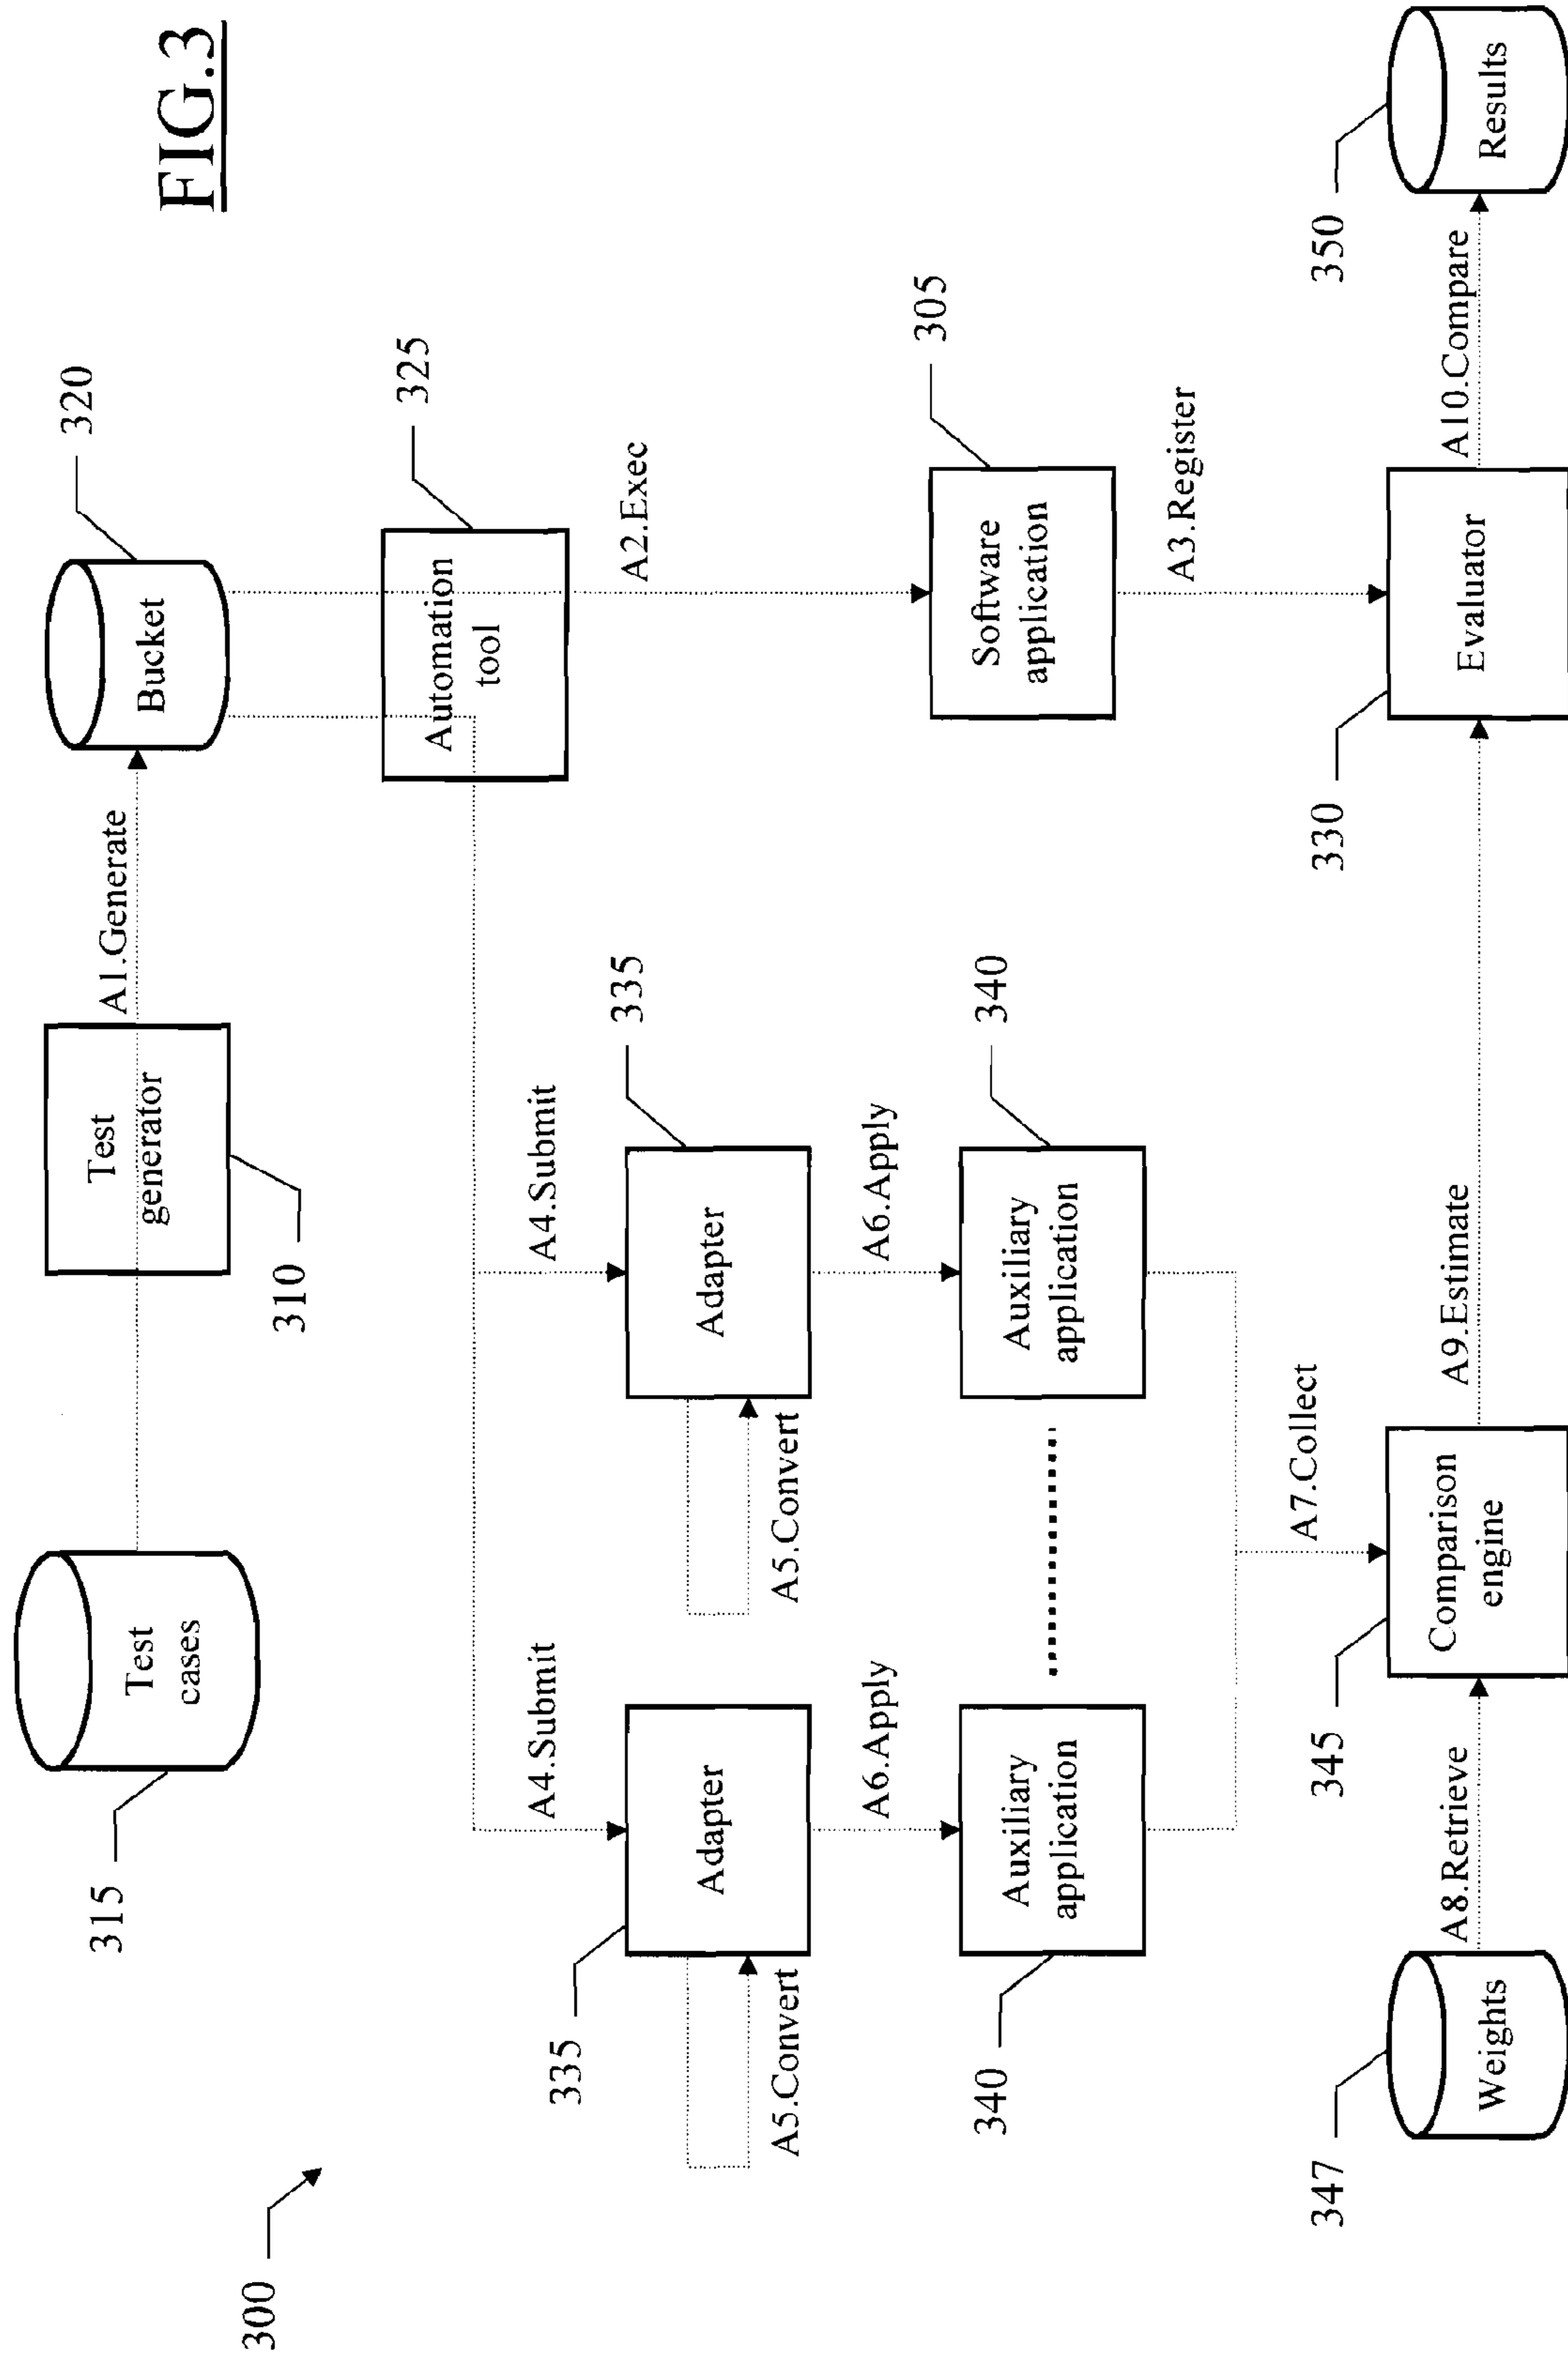 FIG.3
300
315
Test
cases
310
Test
generator
A1.Generate
320
Bucket
325
Automation
tool
A2.Exec
A4.Submit
A4.Submit
335
Adapter
A5.Convert
335
Adapter
A5.Convert
A6.Apply
A6.Apply
340
Auxiliary
application
340
Auxiliary
application
305
Software
application
A3.Register
A7.Collect
347
Weights
A8.Retrieve
345
Comparison
engine
A9.Estimate
330
Evaluator
A10.Compare
350
Results